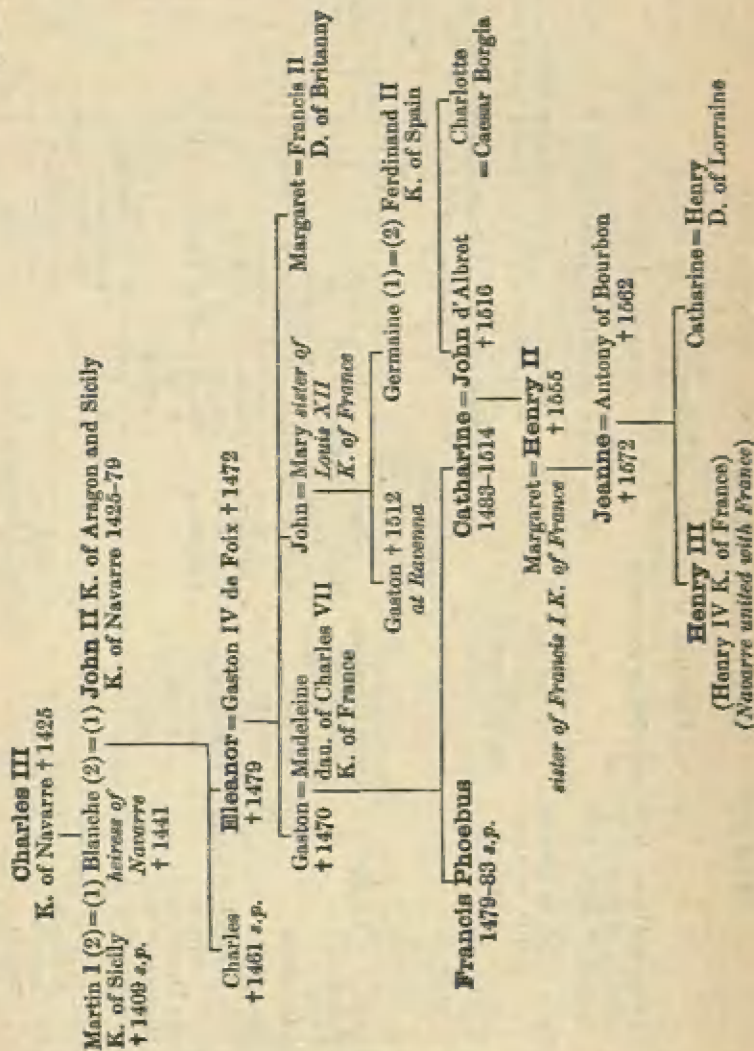 Charles III
K. of Navarre † 1425
Martin I (2)=(1) Blanche (2)=(1) John II K. of Aragon and Sicily
K. of Sicily heiress of K. of Navarre 1425-79
† 1409 s.p. Navarre
† 1441
Charles Eleanor = Gaston IV de Foix † 1472
† 1461 s.p. † 1479
Gaston = Madeleine John = Mary sister of Margaret = Francis II
† 1470 dau. of Charles VII Louis XII D. of Britanny
K. of France K. of France
Gaston † 1512 Germaine (1)=(2) Ferdinand II
at Ravenna K. of Spain
Francis Phoebus Catharine = John d'Albret Charlotte
1479-83 s.p. 1483-1514 † 1516 = Caesar Borgia
Margaret = Henry II
sister of Francis I K. of France † 1555
Jeanne = Antony of Bourbon
† 1572 † 1562
Henry III Catharine = Henry
(Henry IV K. of France) D. of Lorraine
(Navarre united with France)